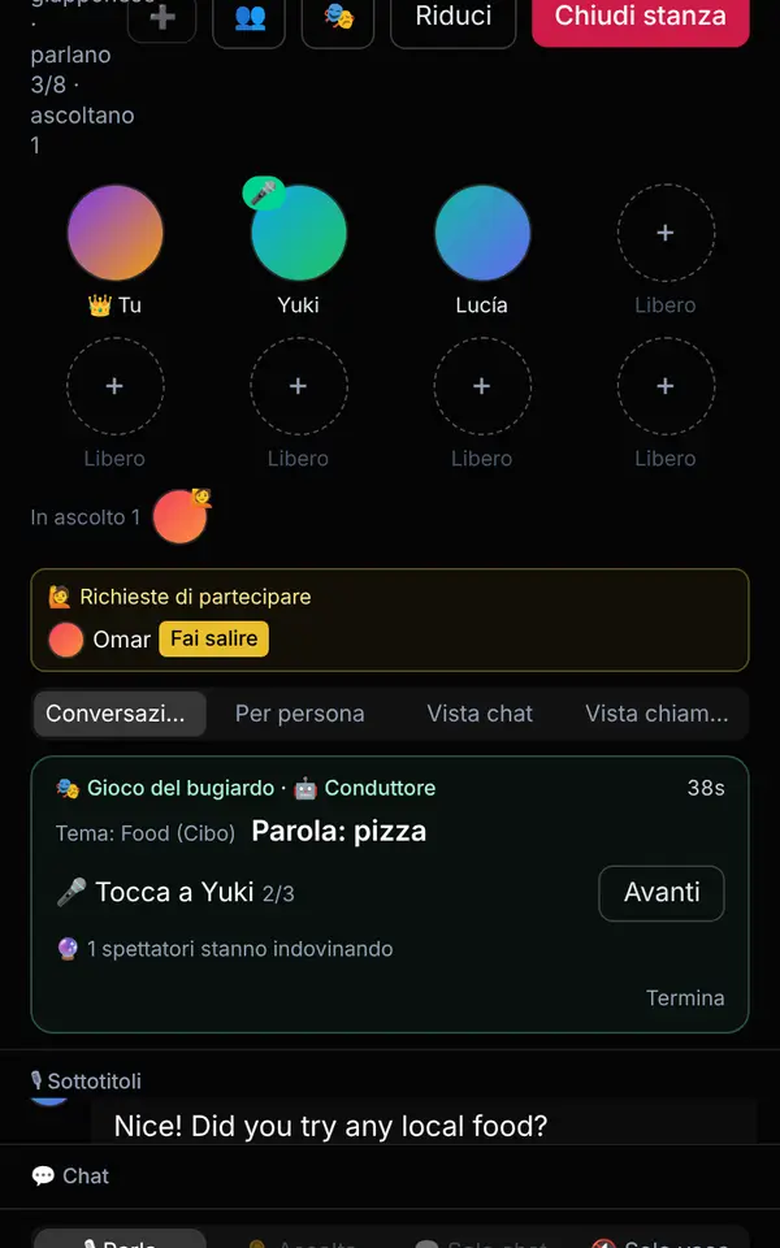 ·
parlano
3/8 ·
ascoltano
1
Riduci
Chiudi stanza
Tu
Yuki
Lucía
Libero
Libero
Libero
Libero
Libero
In ascolto 1
Richieste di partecipare
Omar Fai salire
Conversazi...
Per persona
Vista chat
Vista chiam...
Gioco del bugiardo · Conduttore
38s
Tema: Food (Cibo) Parola: pizza
Tocca a Yuki 2/3
Avanti
1 spettatori stanno indovinando
Termina
Sottotitoli
Nice! Did you try any local food?
Chat